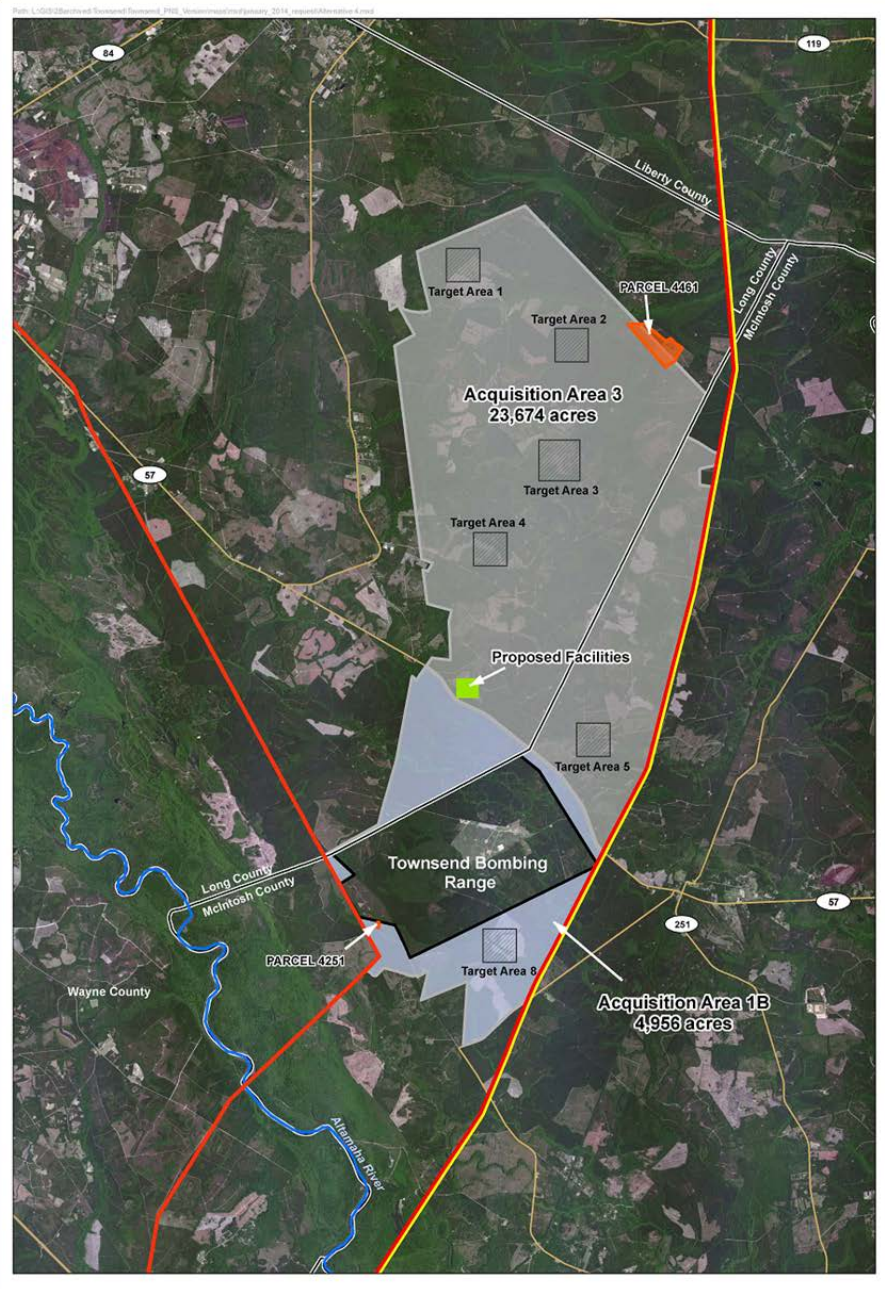 84
119
Liberty County
Long County
McIntosh County
PARCEL 4461
Target Area 1
Target Area 2
Acquisition Area 3
23,674 acres
57
Target Area 3
Target Area 4
Proposed Facilities
Target Area 5
Townsend Bombing
Range
Long County
McIntosh County
57
251
PARCEL 4251
Target Area 8
Wayne County
Acquisition Area 1B
4,956 acres
Altamaha River